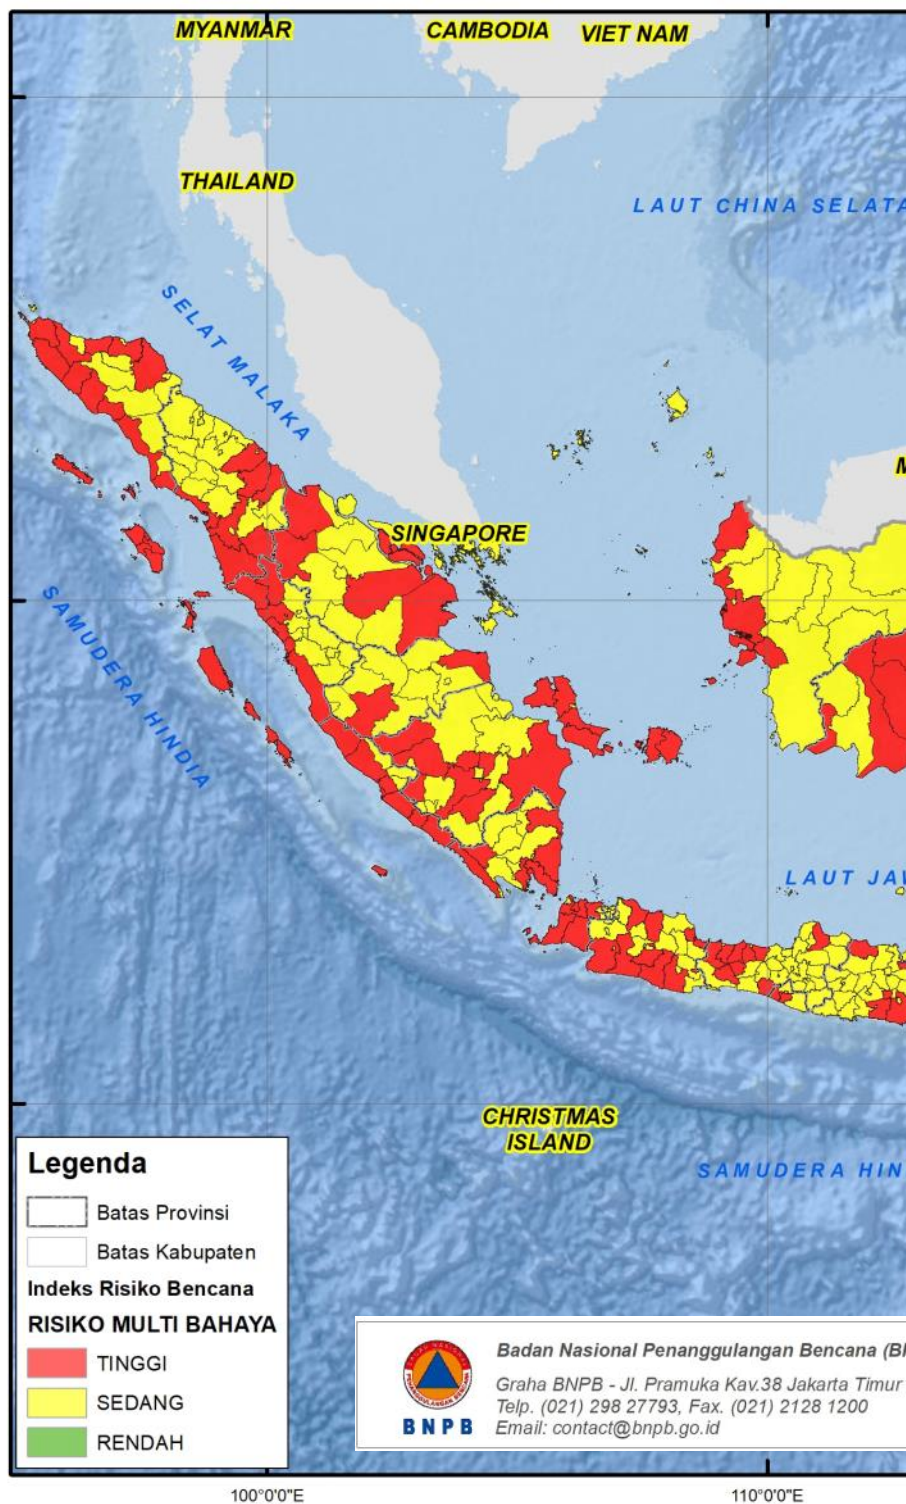 MYANMAR
CAMBODIA
VIET NAM
THAILAND
LAUT CHINA SELATA
SELAT MALAKA
M
SINGAPORE
SAMUDERA HINDIA
LAUT JAV
CHRISTMAS
ISLAND
SAMUDERA HIN
Legenda
Batas Provinsi
Batas Kabupaten
Indeks Risiko Bencana
RISIKO MULTI BAHAYA
TINGGI
SEDANG
RENDAH
BNPB
Badan Nasional Penanggulangan Bencana (B
Graha BNPB - Jl. Pramuka Kav.38 Jakarta Timur
Telp. (021) 298 27793, Fax. (021) 2128 1200
Email: contact@bnpb.go.id
100°0'0"E
110°0'0"E